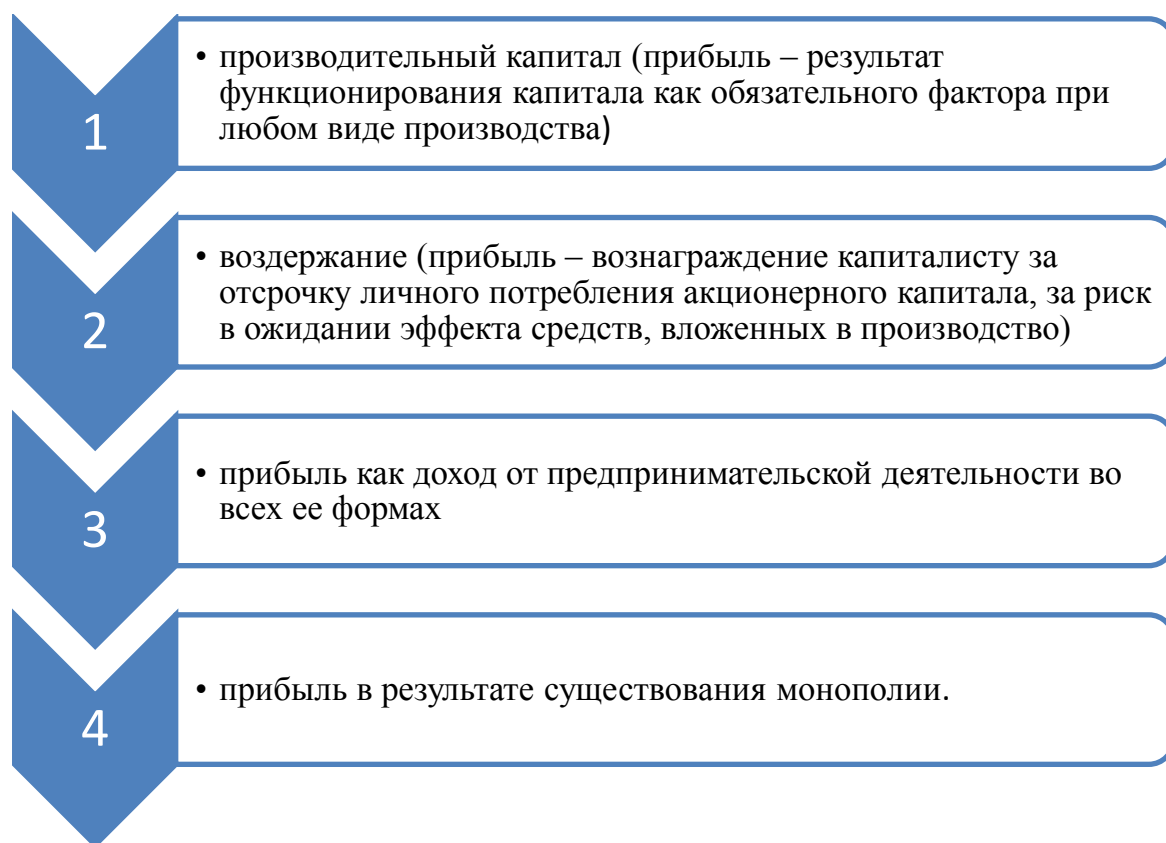 1
• производительный капитал (прибыль – результат
функционирования капитала как обязательного фактора при
любом виде производства)
2
• воздержание (прибыль – вознаграждение капиталисту за
отсрочку личного потребления акционерного капитала, за риск
в ожидании эффекта средств, вложенных в производство)
3
• прибыль как доход от предпринимательской деятельности во
всех ее формах
4
• прибыль в результате существования монополии.